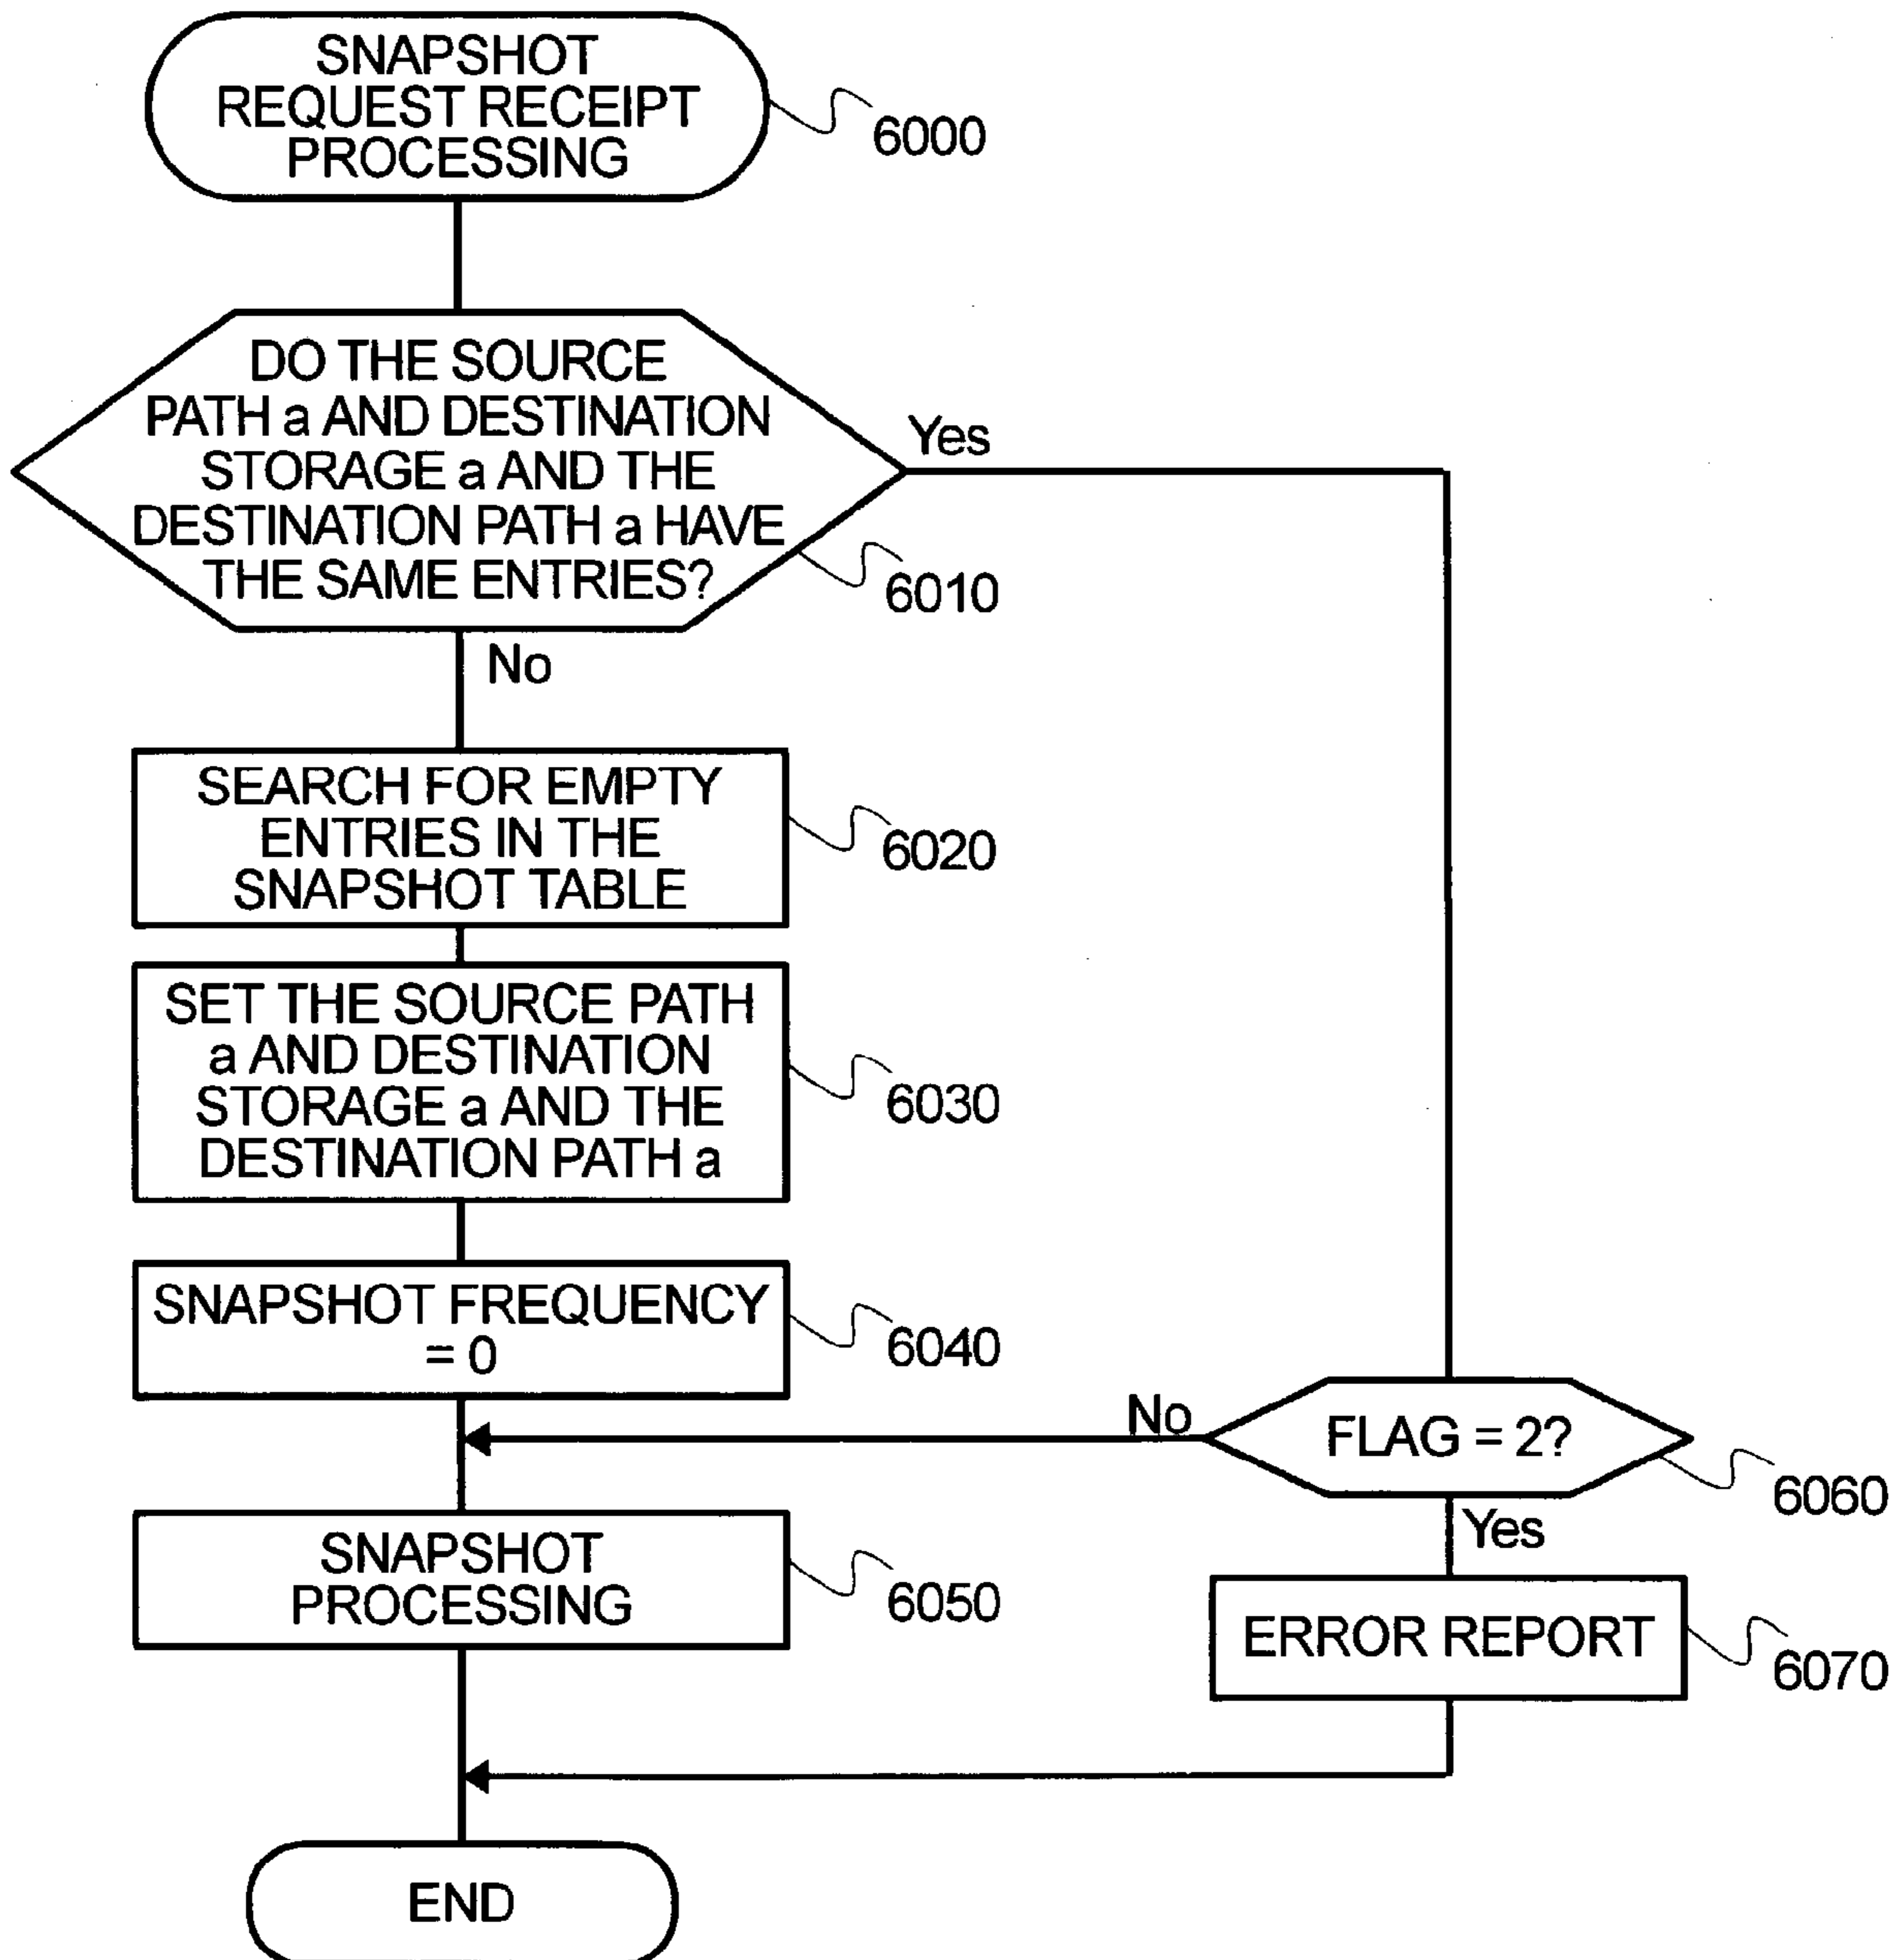 SNAPSHOT
REQUEST RECEIPT
PROCESSING
6000
DO THE SOURCE
PATH a AND DESTINATION
STORAGE a AND THE
DESTINATION PATH a HAVE
THE SAME ENTRIES?
6010
Yes
No
SEARCH FOR EMPTY
ENTRIES IN THE
SNAPSHOT TABLE
6020
SET THE SOURCE PATH
a AND DESTINATION
STORAGE a AND THE
DESTINATION PATH a
6030
SNAPSHOT FREQUENCY
= 0
6040
No
FLAG = 2?
6060
Yes
SNAPSHOT
PROCESSING
6050
ERROR REPORT
6070
END